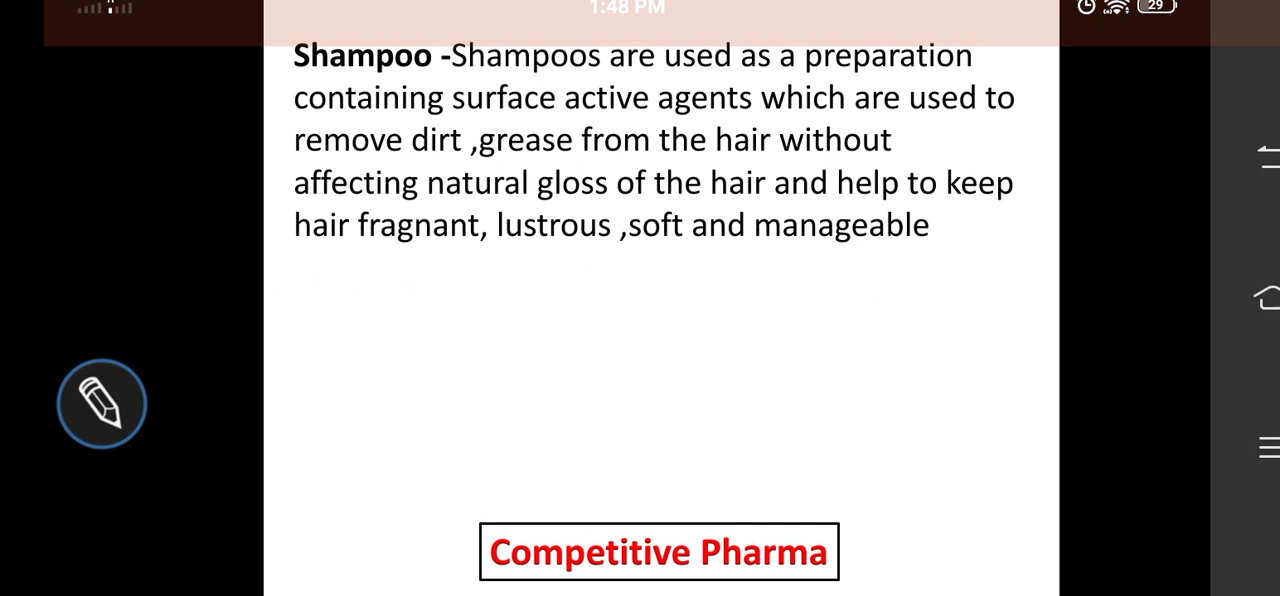 1:48 PM
29
Shampoo -Shampoos are used as a preparation
containing surface active agents which are used to
remove dirt ,grease from the hair without
affecting natural gloss of the hair and help to keep
hair fragnant, lustrous ,soft and manageable
Competitive Pharma